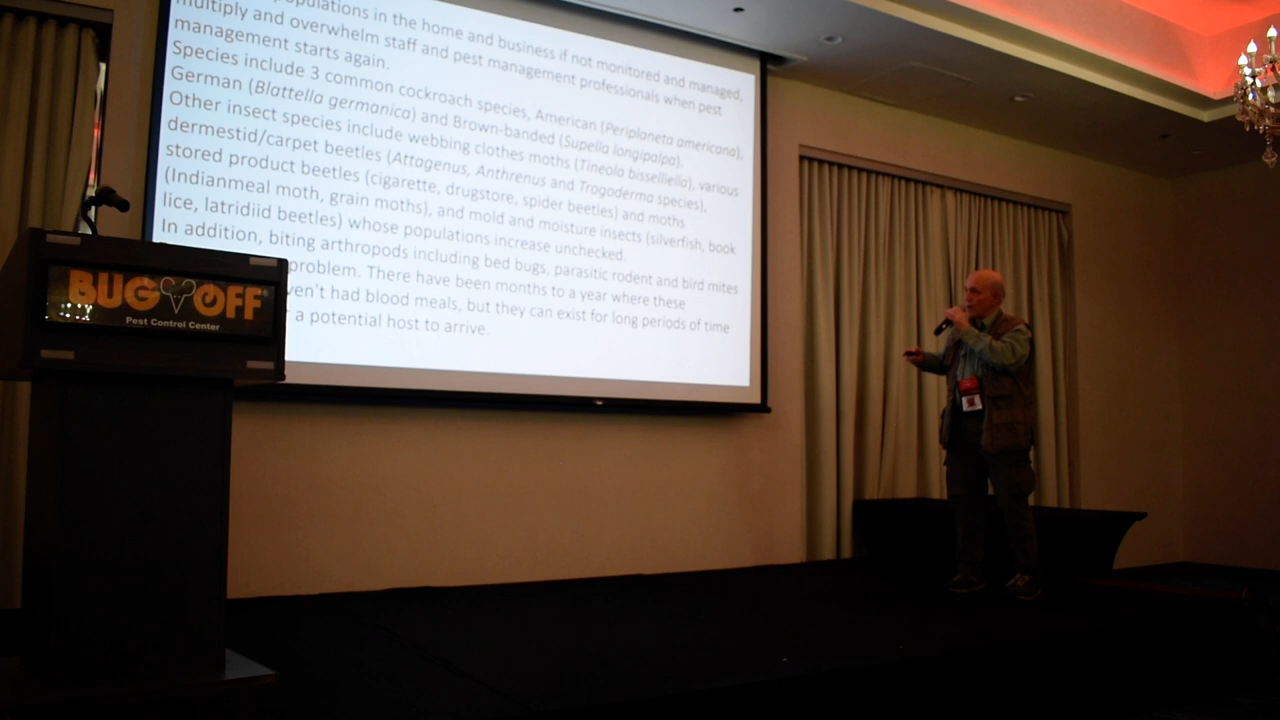 populations in the home and business if not monitored and managed,
multiply and overwhelm staff and pest management professionals when pest
management starts again.
Species include 3 common cockroach species, American (Periplaneta americana),
German (Blattella germanica) and Brown-banded (Supella longipalpa).
Other insect species include webbing clothes moths (Tineola bisselliella), various
dermestid/carpet beetles (Attagenus, Anthrenus and Trogoderma species),
stored product beetles (cigarette, drugstore, spider beetles) and moths
(Indianmeal moth, grain moths), and mold and moisture insects (silverfish, book
lice, latridiid beetles) whose populations increase unchecked.
In addition, biting arthropods including bed bugs, parasitic rodent and bird mites
problem. There have been months to a year where these
ven't had blood meals, but they can exist for long periods of time
a potential host to arrive.
BUG OFF
Pest Control Center